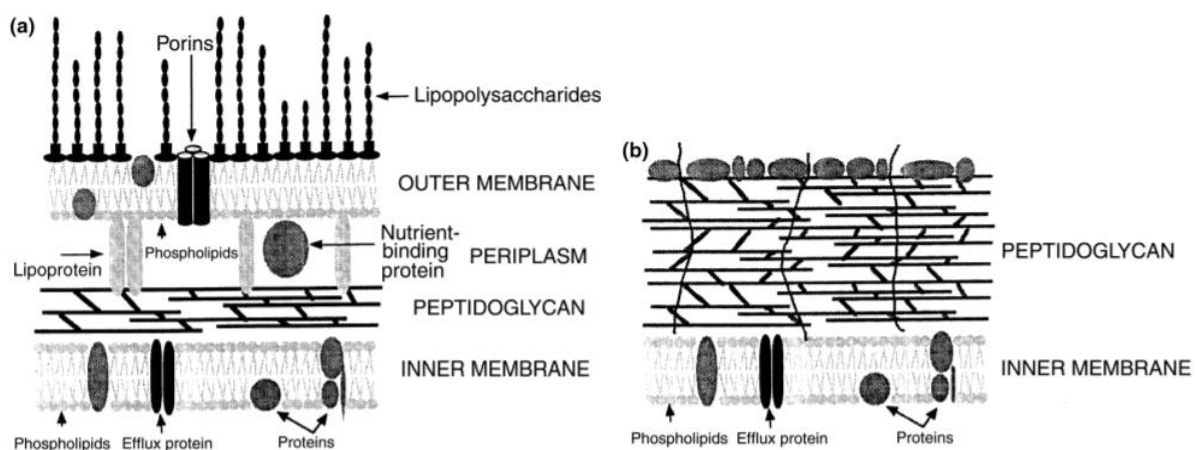 (a)
Porins
Lipopolysaccharides
OUTER MEMBRANE
Phospholipids
Lipoprotein
Nutrient-
binding
protein
PERIPLASM
PEPTIDOGLYCAN
INNER MEMBRANE
Phospholipids
Efflux protein
Proteins
(b)
PEPTIDOGLYCAN
INNER MEMBRANE
Phospholipids
Efflux protein
Proteins